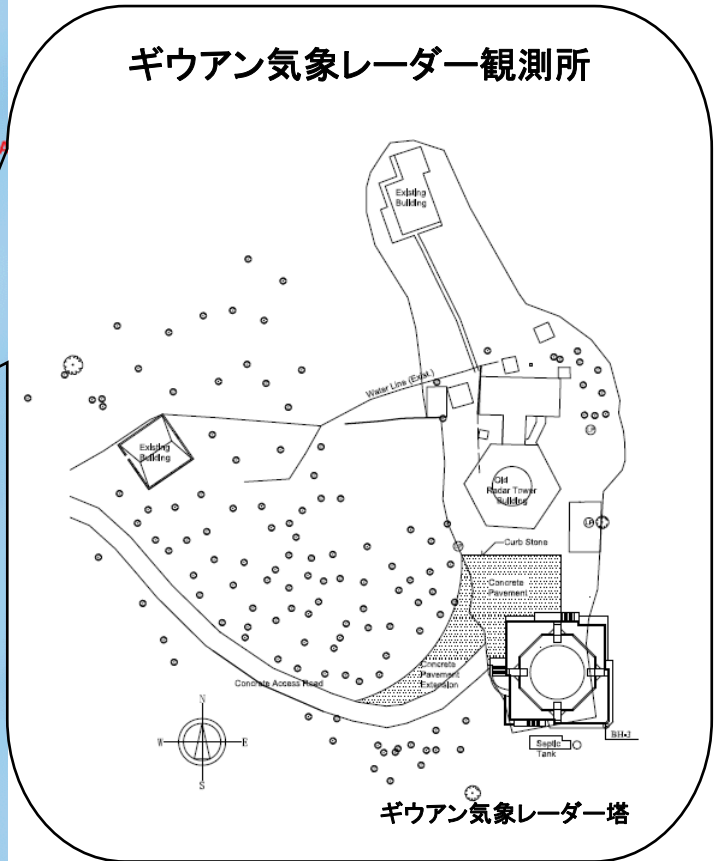 ギウアン気象レーダー観測所
Existing
Building
Water Line (Exist.)
Existing
Building
Old
Radar Tower
Building
Curb Stone
Concrete
Pavement
Concrete
Pavement
Extension
Concrete Access Road
N
W
E
S
BH-3
Septic
Tank
ギウアン気象レーダー塔